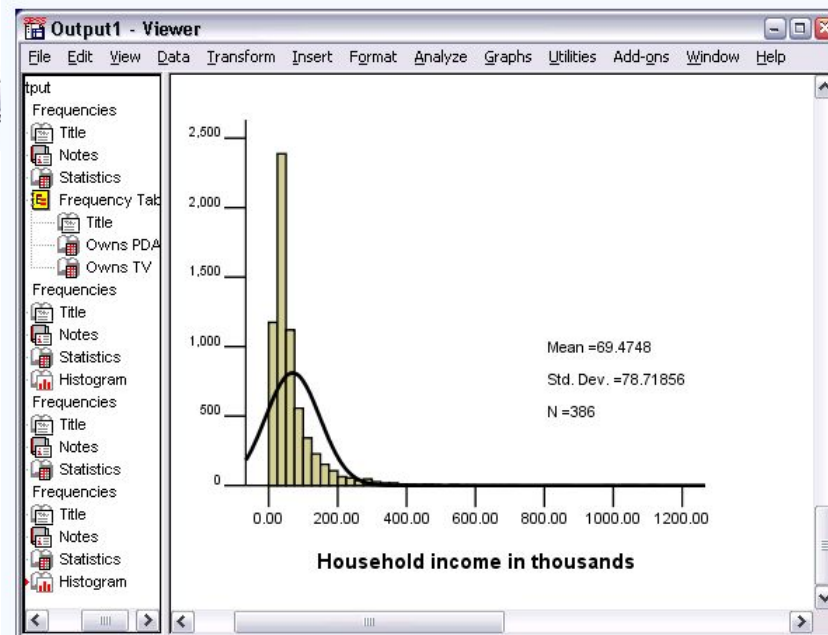 Output1 - Viewer
File Edit View Data Transform Insert Format Analyze Graphs Utilities Add-ons Window Help
tput
Frequencies
Title
Notes
Statistics
Frequency Tab
Title
Owns PDA
Owns TV
Frequencies
Title
Notes
Statistics
Histogram
Frequencies
Title
Notes
Statistics
Frequencies
Title
Notes
Statistics
Histogram
2,500
2,000
1,500
1,000
500
0
Mean =69.4748
Std. Dev. =78.71856
N =386
0.00 200.00 400.00 600.00 800.00 1000.00 1200.00
Household income in thousands